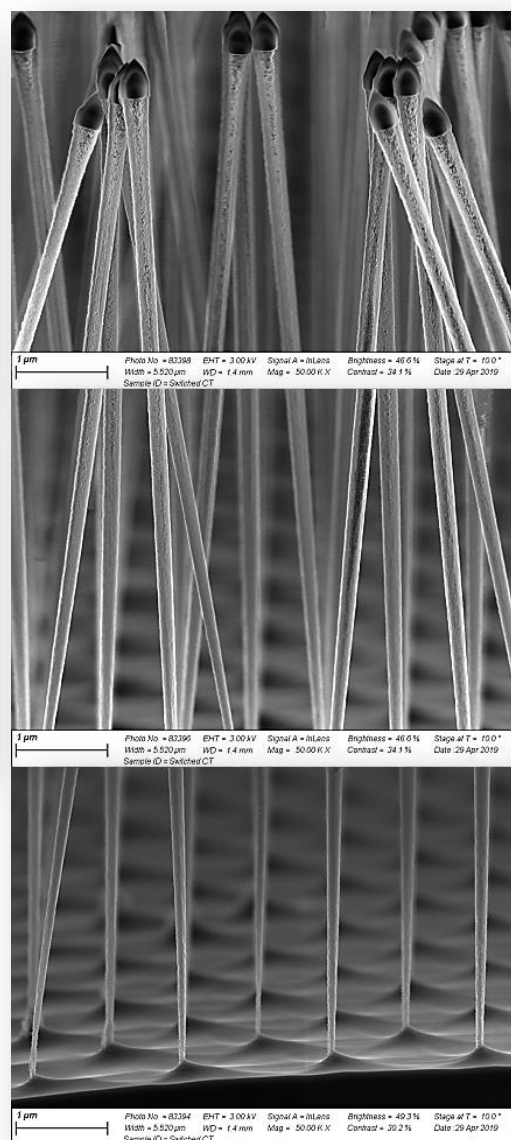 1 µm Photo No. = 83398 EHT = 3.00 kV Signal A = InLens Brightness = 46.6 % Stage at T = 10.0 °
Width = 5.520 µm WD = 1.4 mm Mag = 50.00 K X Contrast = 34.1 % Date :29 Apr 2019
Sample ID = Switched CT
1 µm Photo No. = 83396 EHT = 3.00 kV Signal A = InLens Brightness = 46.6 % Stage at T = 10.0 °
Width = 5.520 µm WD = 1.4 mm Mag = 50.00 K X Contrast = 34.1 % Date :29 Apr 2019
Sample ID = Switched CT
1 µm Photo No. = 83394 EHT = 3.00 kV Signal A = InLens Brightness = 49.3 % Stage at T = 10.0 °
Width = 5.520 µm WD = 1.4 mm Mag = 50.00 K X Contrast = 30.2 % Date :29 Apr 2019
Sample ID = Switched CT